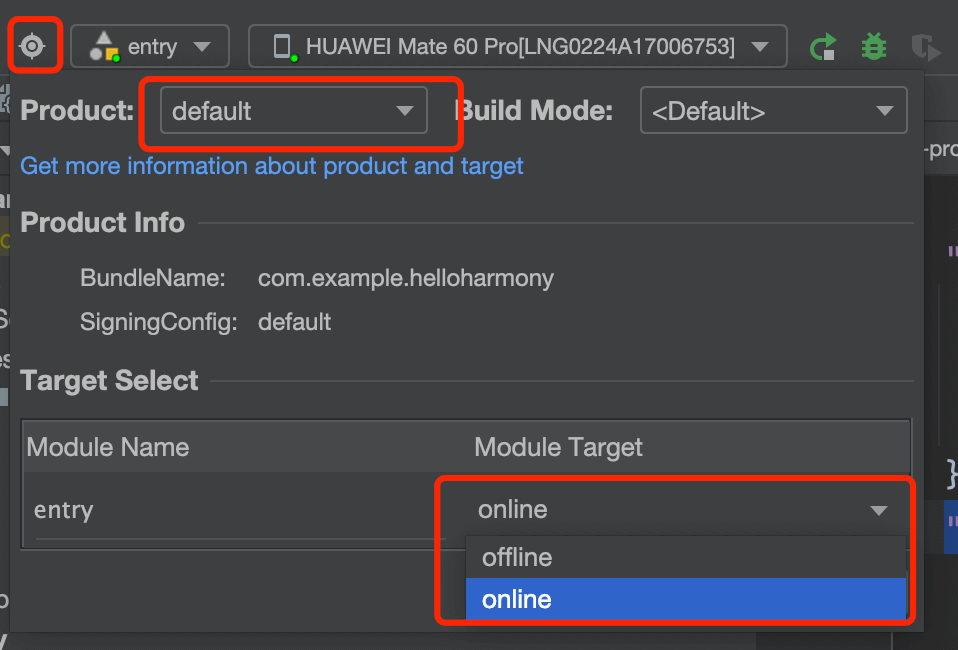 entry HUAWEI Mate 60 Pro[LNG0224A17006753]
Product: default Build Mode: <Default>
Get more information about product and target
-pro
Product Info
BundleName: com.example.helloharmony
SigningConfig: default
Target Select
Module Name Module Target
entry online
offline
online